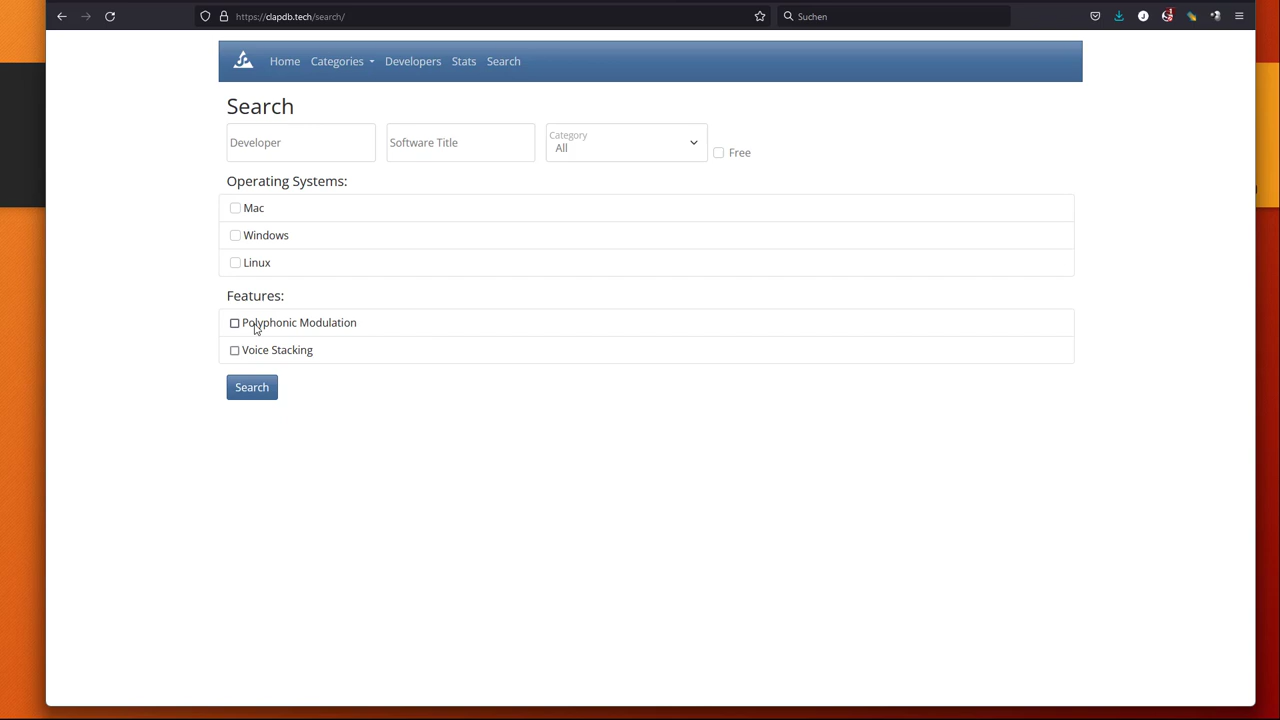 https://clapdb.tech/search/
Suchen
Home Categories Developers Stats Search
Search
Developer
Software Title
Category
All
Free
Operating Systems:
Mac
Windows
Linux
Features:
Polyphonic Modulation
Voice Stacking
Search